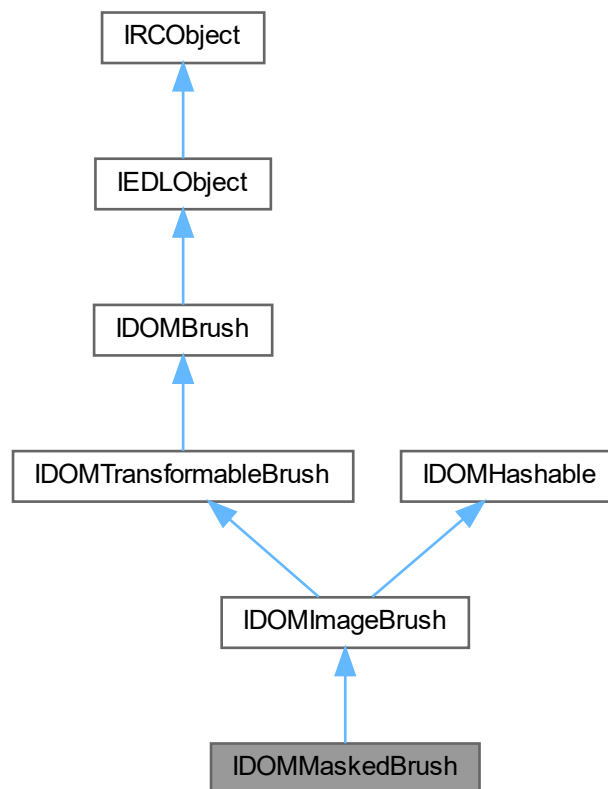 IRCObject
IEDLObject
IDOMBrush
IDOMTransformableBrush
IDOMHashable
IDOMImageBrush
IDOMMaskedBrush